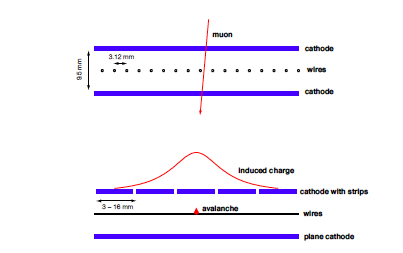 muon
cathode
3.12 mm
wires
9.5 mm
cathode
Induced charge
cathode with strips
3 – 16 mm
avalanche
wires
plane cathode